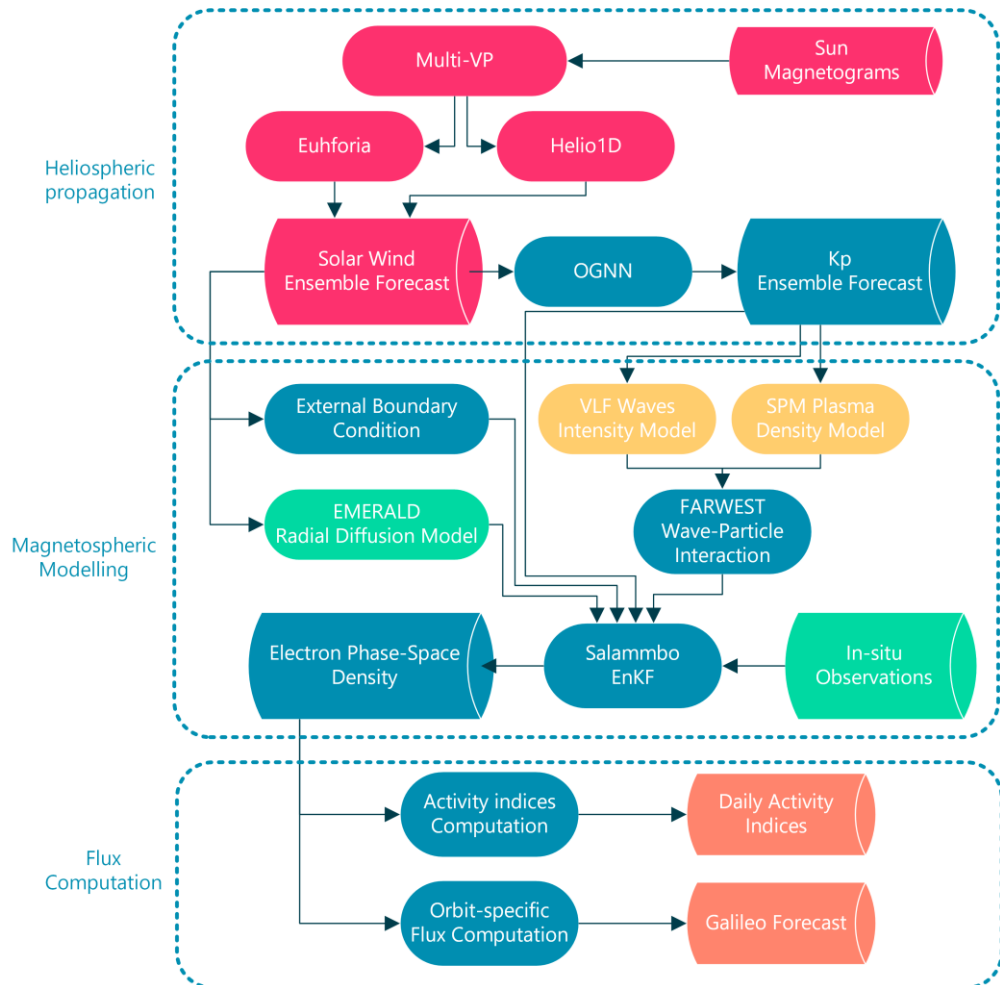 Multi-VP
Sun
Magnetograms
Euhforia
Helio1D
Heliospheric
propagation
Solar Wind
Ensemble Forecast
OGNN
Kp
Ensemble Forecast
External Boundary
Condition
VLF Waves
Intensity Model
SPM Plasma
Density Model
EMERALD
Radial Diffusion Model
FARWEST
Wave-Particle
Interaction
Magnetospheric
Modelling
Electron Phase-Space
Density
Salammbo
EnKF
In-situ
Observations
Activity indices
Computation
Daily Activity
Indices
Flux
Computation
Orbit-specific
Flux Computation
Galileo Forecast